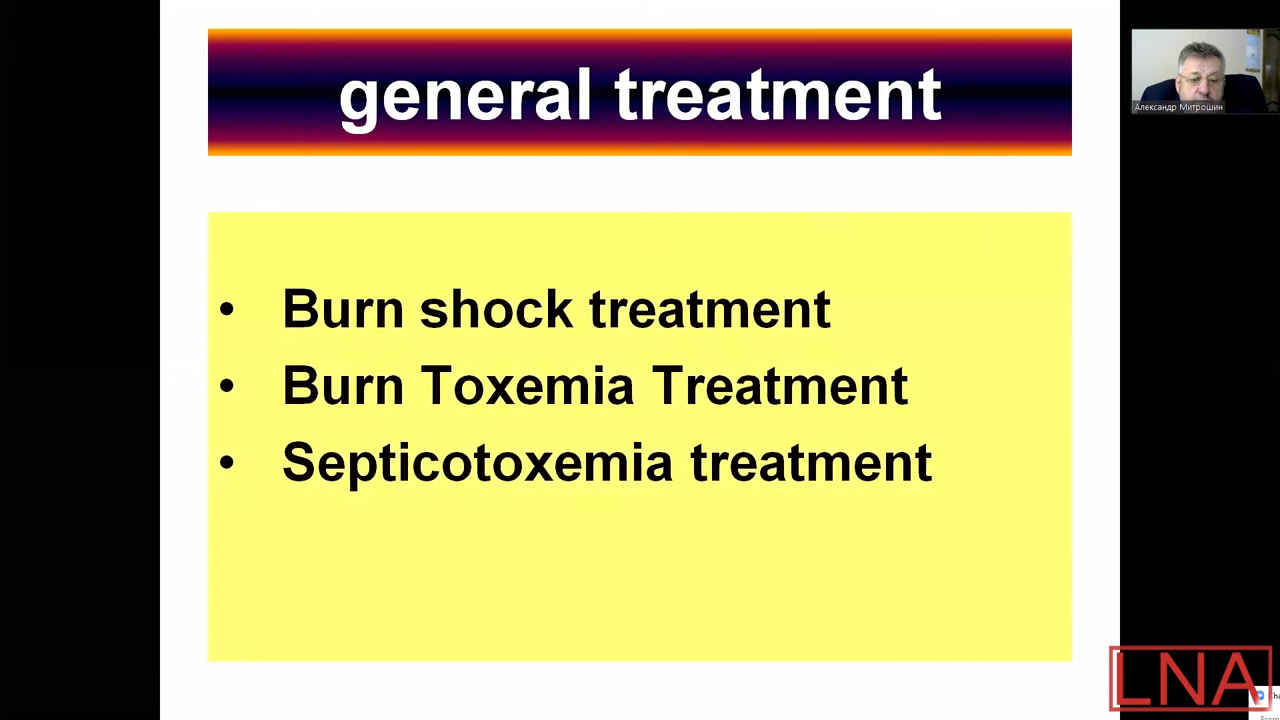 general treatment
Александр Митрошин
• Burn shock treatment
• Burn Toxemia Treatment
• Septicotoxemia treatment
LNA